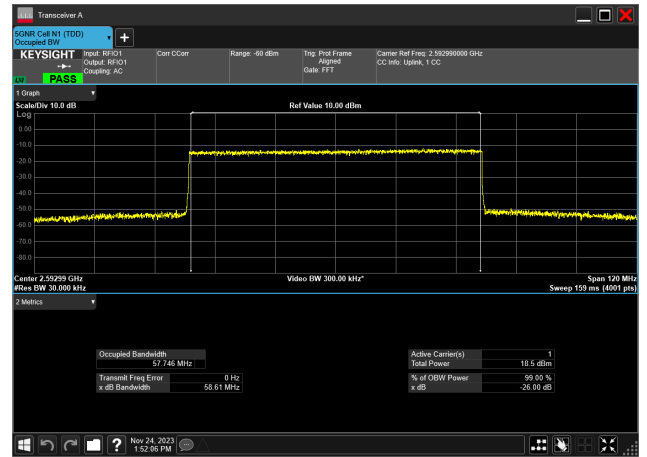 Transceiver A
5GNR Cell N1 (TDD)
Occupied BW
KEYSIGHT
LXI PASS
Input: RFIO1
Output: RFIO1
Coupling: AC
Corr CCorr
Range: -60 dBm
Trig: Prot Frame
Aligned
Gate: FFT
Carrier Ref Freq: 2.592990000 GHz
CC Info: Uplink, 1 CC
1 Graph
Scale/Div 10.0 dB Ref Value 10.00 dBm
Log
0.00
-10.0
-20.0
-30.0
-40.0
-50.0
-60.0
-70.0
-80.0
Center 2.59299 GHz Video BW 300.00 kHz* Span 120 MHz
#Res BW 30.000 kHz Sweep 159 ms (4001 pts)
2 Metrics
Occupied Bandwidth
57.746 MHz
Transmit Freq Error 0 Hz
x dB Bandwidth 58.61 MHz
Active Carrier(s) 1
Total Power 18.5 dBm
% of OBW Power 99.00 %
x dB -26.00 dB
Nov 24, 2023
1:52:06 PM